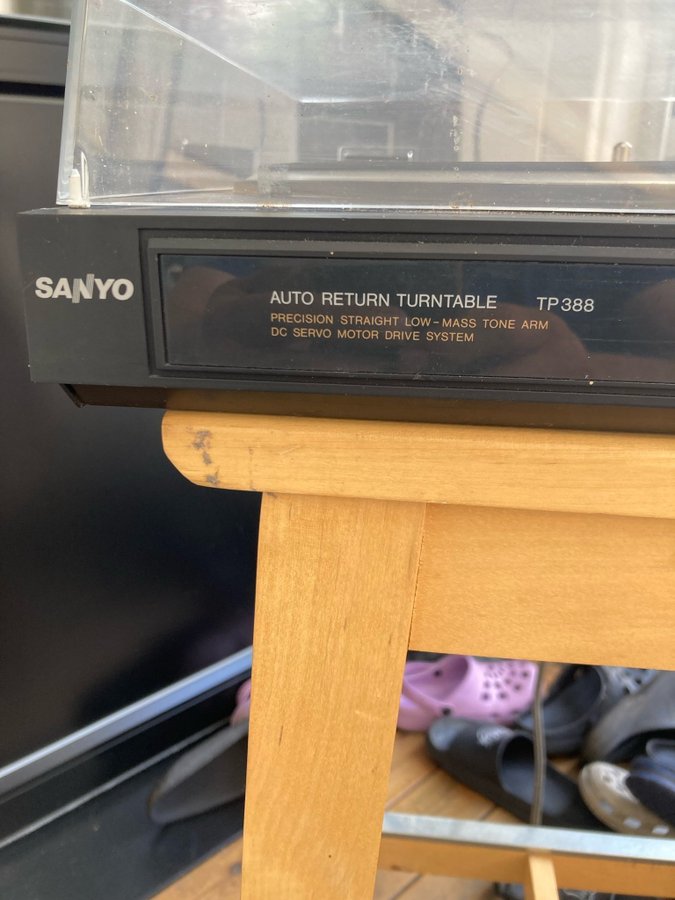 SANYO
AUTO RETURN TURNTABLE TP388
PRECISION STRAIGHT LOW-MASS TONE ARM
DC SERVO MOTOR DRIVE SYSTEM